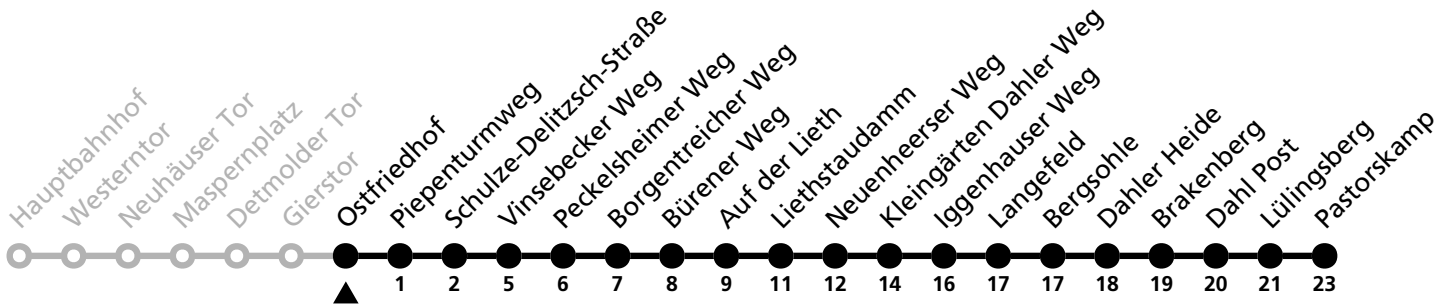 Hauptbahnhof
Westerntor
Neuhäuser Tor
Maspernplatz
Detmolder Tor
Gierstor
Ostfriedhof
Piepenturmweg
Schulze-Delitzsch-Straße
Vinsebecker Weg
Peckelsheimer Weg
Borgentreicher Weg
Bürener Weg
Auf der Lieth
Liethstaudamm
Neuenheerser Weg
Kleingärten Dahler Weg
Iggenhauser Weg
Langefeld
Bergsohle
Dahler Heide
Brakenberg
Dahl Post
Lülingsberg
Pastorskamp
1 2 5 6 7 8 9 11 12 14 16 17 17 18 19 20 21 23